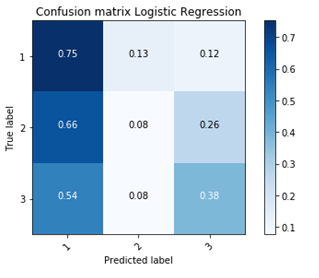 Confusion matrix Logistic Regression
True label
1
0.75 0.13 0.12
2
0.66 0.08 0.26
3
0.54 0.08 0.38
1 2 3
Predicted label
0.7
0.6
0.5
0.4
0.3
0.2
0.1